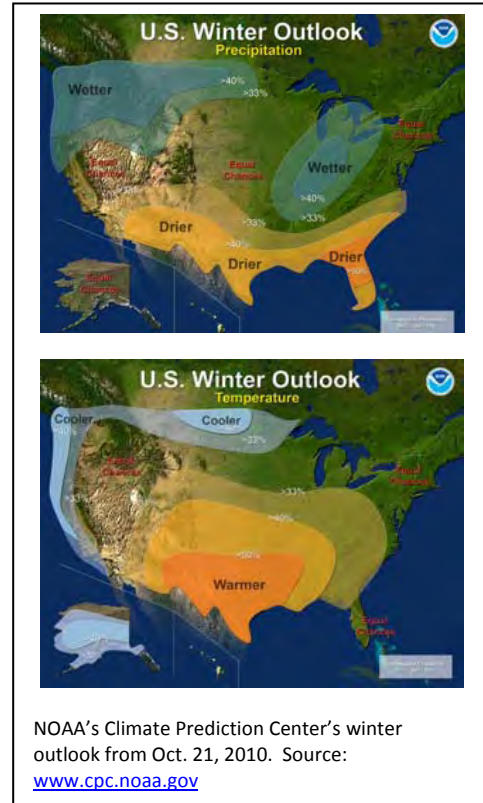 U.S. Winter Outlook
Precipitation
>40%
>33%
Wetter
Equal
Chances
Equal
Chances
Equal
Chances
Wetter
>40%
>33%
>33%
>33%
Drier
>40%
Drier
Drier
>50%
Equal
Chances
U.S. Winter Outlook
Temperature
Cooler
Cooler
>40%
>33%
Equal
Chances
Equal
Chances
>33%
>33%
>40%
>50%
Warmer
Equal
Chances
NOAA’s Climate Prediction Center’s winter
outlook from Oct. 21, 2010. Source:
www.cpc.noaa.gov